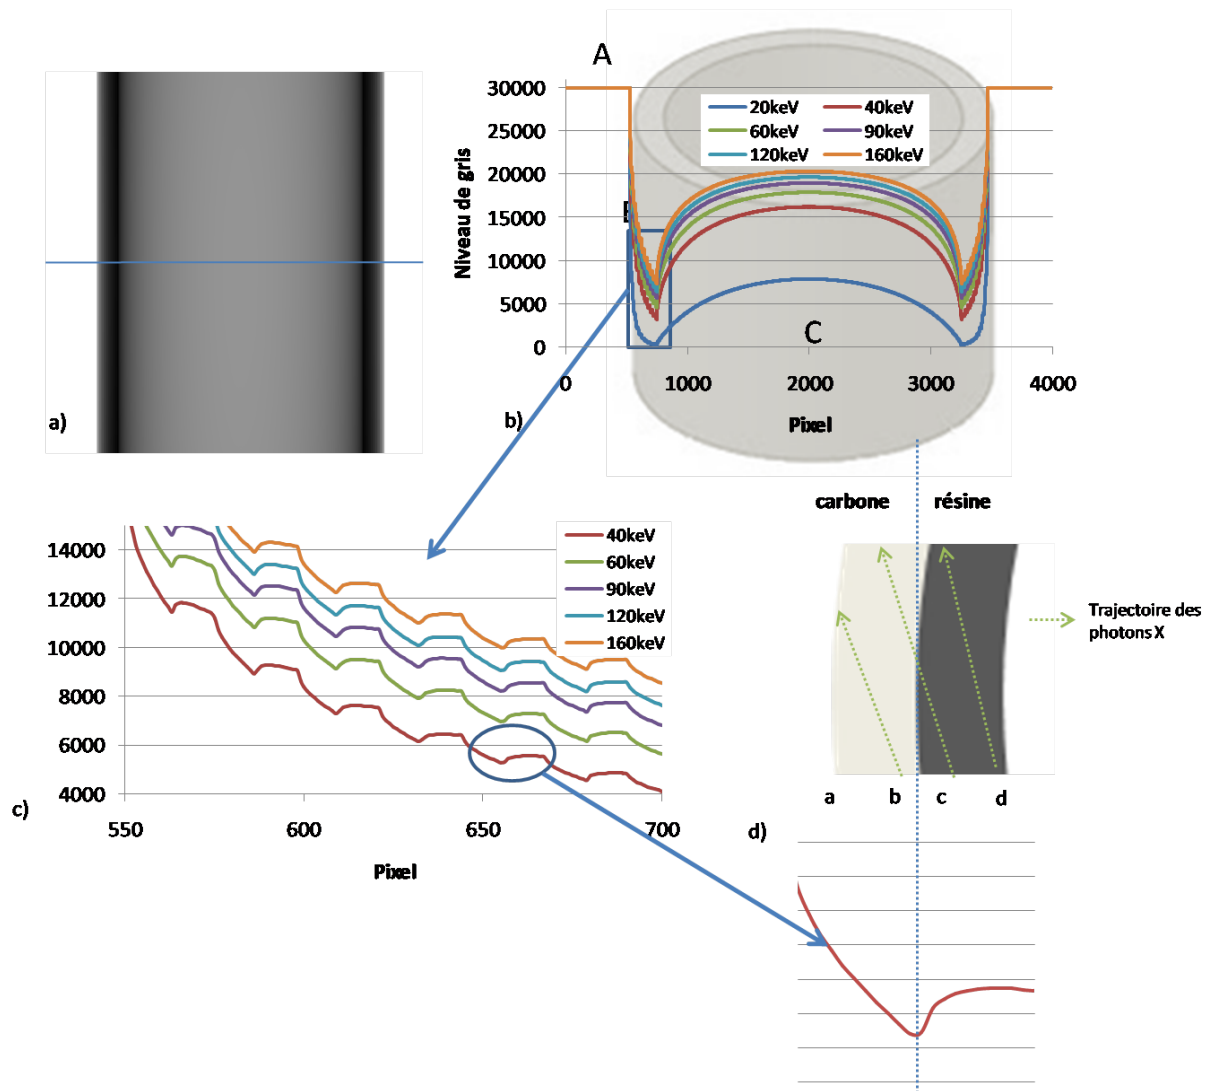 A
30000
25000
20000
15000
10000
5000
0
Niveau de gris
20keV
40keV
60keV
90keV
120keV
160keV
C
0
1000
2000
3000
4000
Pixel
a)
b)
carbone
résine
14000
12000
10000
8000
6000
4000
40keV
60keV
90keV
120keV
160keV
550
600
650
700
Pixel
c)
Trajectoire des
photons X
a
b
c
d
d)